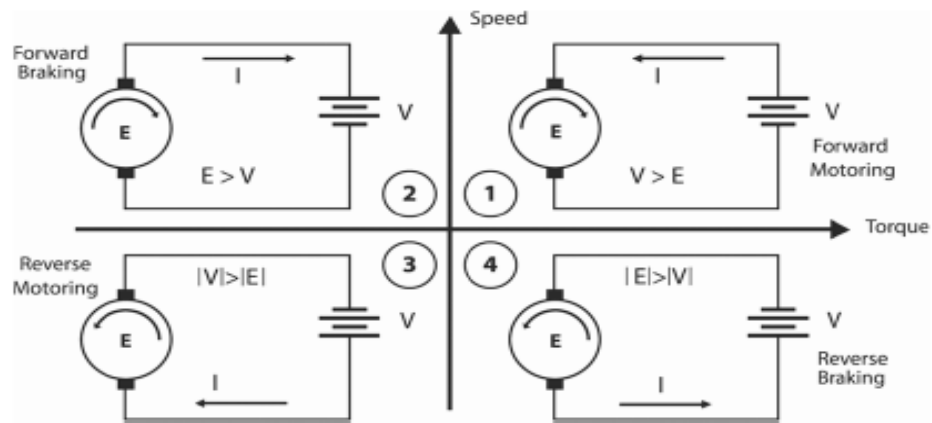 Speed
Forward
Braking
I
E
V
E > V
2
I
E
V
Forward
Motoring
V > E
1
Torque
Reverse
Motoring
|V|>|E|
3
E
V
I
4
|E|>|V|
E
V
Reverse
Braking
I